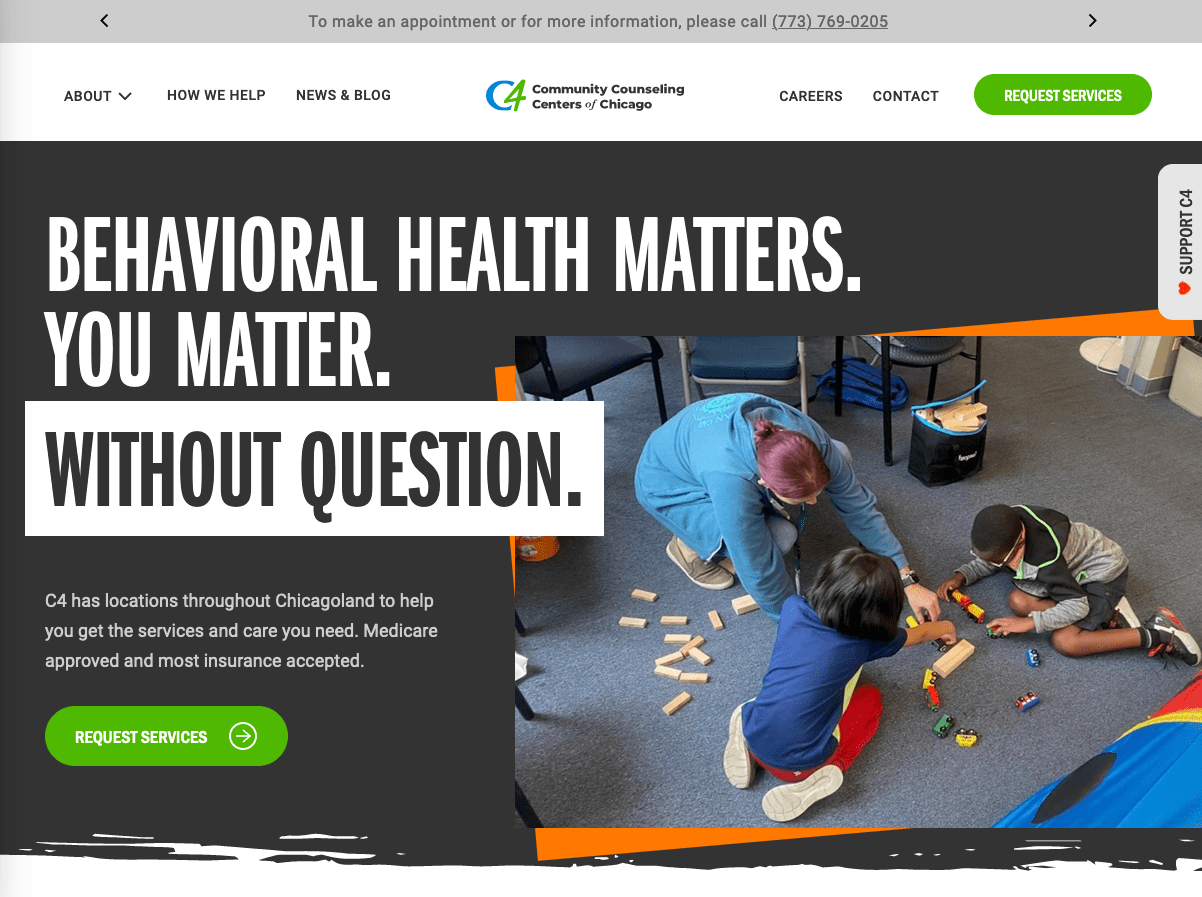 To make an appointment or for more information, please call (773) 769-0205
ABOUT
HOW WE HELP
NEWS & BLOG
C4 Community Counseling
Centers of Chicago
CAREERS
CONTACT
REQUEST SERVICES
SUPPORT C4
BEHAVIORAL HEALTH MATTERS.
YOU MATTER.
WITHOUT QUESTION.
C4 has locations throughout Chicagoland to help
you get the services and care you need. Medicare
approved and most insurance accepted.
REQUEST SERVICES